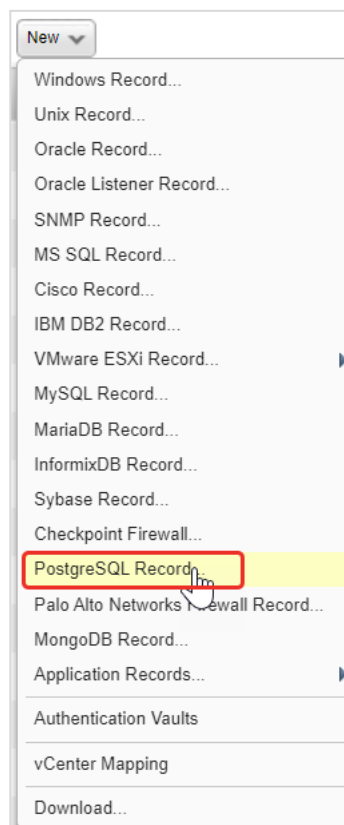 New
Windows Record...
Unix Record...
Oracle Record...
Oracle Listener Record...
SNMP Record...
MS SQL Record...
Cisco Record...
IBM DB2 Record...
VMware ESXi Record...
MySQL Record...
MariaDB Record...
InformixDB Record...
Sybase Record...
Checkpoint Firewall...
PostgreSQL Record...
Palo Alto Networks Firewall Record...
MongoDB Record...
Application Records...
Authentication Vaults
vCenter Mapping
Download...